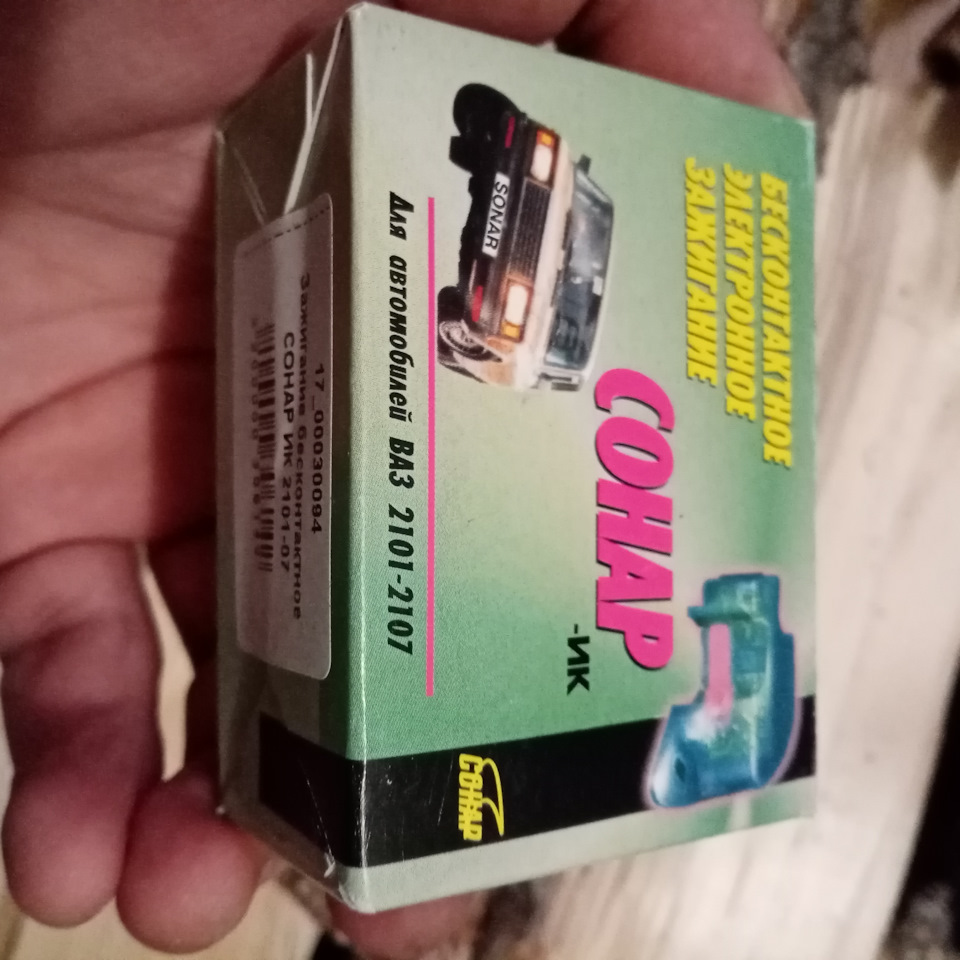 БЕСКОНТАКТНОЕ
ЭЛЕКТРОННОЕ
ЗАЖИГАНИЕ
СОНАР
-ИК
SONAR
Для автомобилей ВАЗ 2101-2107
СОНАР
17_00030094
Зажигание бесконтактное
СОНАР ИК 2101-07